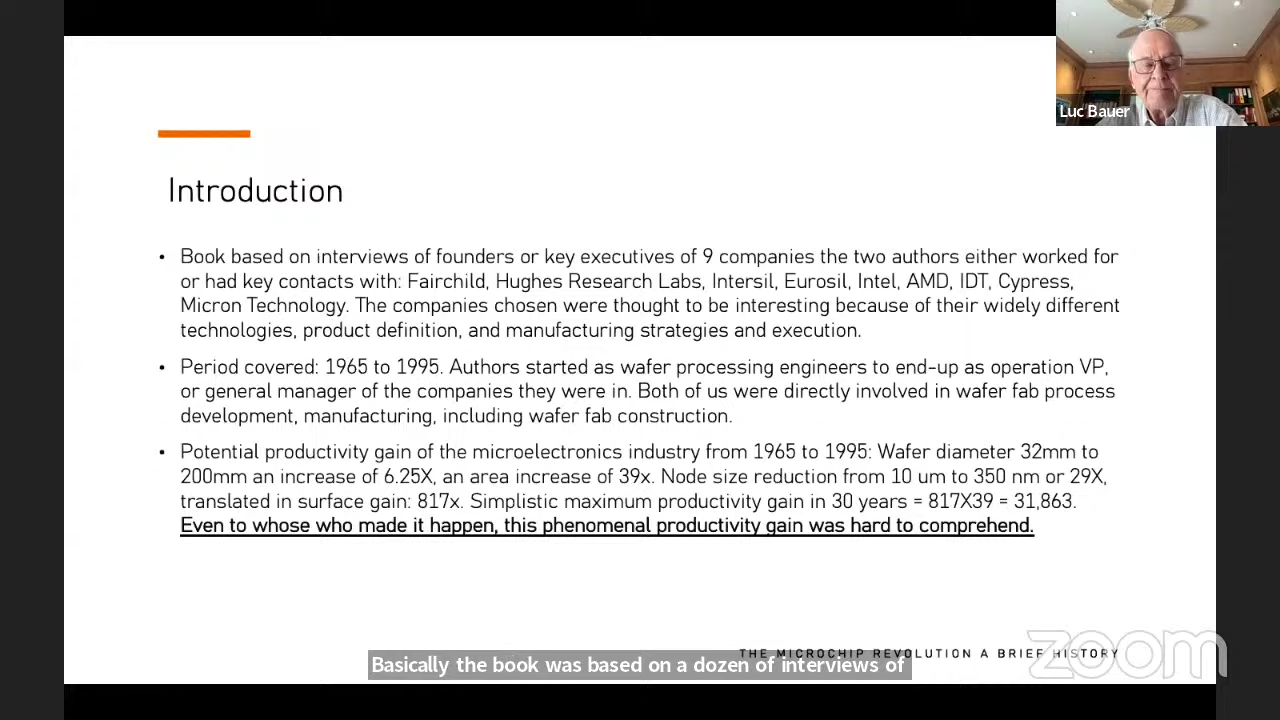 Luc Bauer
Introduction
• Book based on interviews of founders or key executives of 9 companies the two authors either worked for
or had key contacts with: Fairchild, Hughes Research Labs, Intersil, Eurosil, Intel, AMD, IDT, Cypress,
Micron Technology. The companies chosen were thought to be interesting because of their widely different
technologies, product definition, and manufacturing strategies and execution.
• Period covered: 1965 to 1995. Authors started as wafer processing engineers to end-up as operation VP,
or general manager of the companies they were in. Both of us were directly involved in wafer fab process
development, manufacturing, including wafer fab construction.
• Potential productivity gain of the microelectronics industry from 1965 to 1995: Wafer diameter 32mm to
200mm an increase of 6.25X, an area increase of 39x. Node size reduction from 10 um to 350 nm or 29X,
translated in surface gain: 817x. Simplistic maximum productivity gain in 30 years = 817X39 = 31,863.
Even to whose who made it happen, this phenomenal productivity gain was hard to comprehend.
THE MICROCHIP REVOLUTION A BRIEF HISTORY
zoom
Basically the book was based on a dozen of interviews of